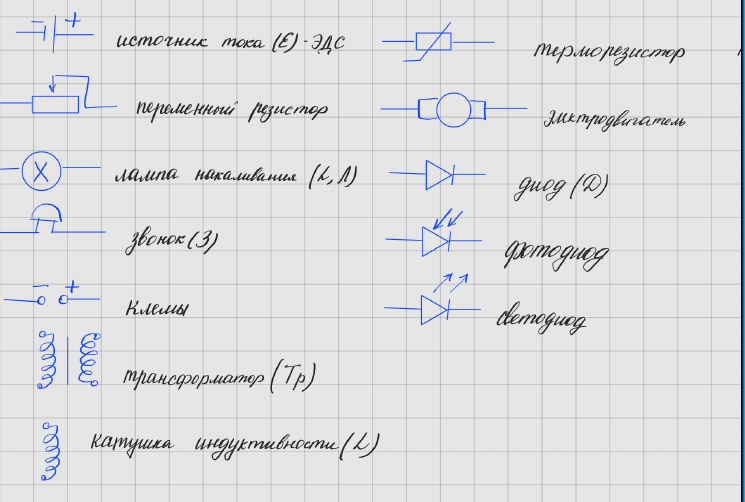 - +
источник тока (Е) - ЭДС
переменный резистор
X
лампа накаливания (L, Л)
звонок (З)
- +
Клемы
трансформатор (Тр)
катушка индуктивности (L)
терморезистор
электродвигатель
диод (D)
фотодиод
светодиод